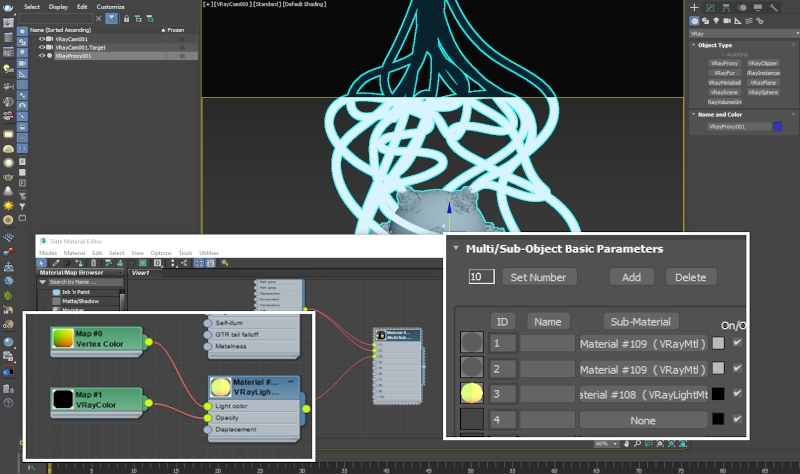 Select Display Edit Customize
[+] [VRayCam001] [Standard] [Default Shading]
Name (Sorted Ascending) ▲ Frozen
VRayCam001
VRayCam001.Target
VRayProxy001
VRay
Object Type
AutoGrid
VRayProxy VRayClipper
VRayFur VRayInstancer
VRayMetaball VRayPlane
VRayScene VRaySphere
RayVolumeGri
Name and Color
VRayProxy001
Slate Material Editor
Modes Material Edit Select View Options Tools Utilities
Material/Map Browser
View1
Search by Name ...
Ink 'n Paint
Matte/Shadow
Morpher
Material #...
Multi/Sub...
Map #0
Vertex Color
Map #1
VRayColor
Self-illum
GTR tail falloff
Metalness
Material #...
VRayLigh...
Light color
Opacity
Displacement
Multi/Sub-Object Basic Parameters
10 Set Number Add Delete
ID Name Sub-Material On/O
1 Material #109 ( VRayMtl )
2 Material #109 ( VRayMtl )
3 aterial #108 ( VRayLightMt
4 None
66%
0 5 10 15 20 25 30 35 40 45 50 55 60 65 70 75 80 85